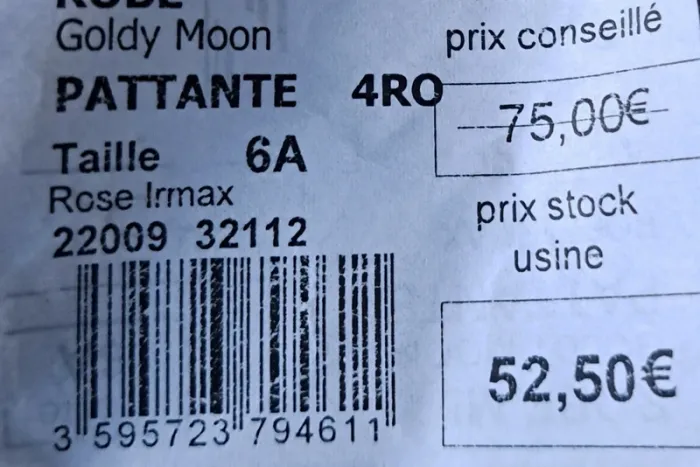 ROBE
Goldy Moon
PATTANTE 4RO
Taille 6A
Rose Irmax
22009 32112
3 595723 794611
prix conseillé
75,00€
prix stock
usine
52,50€